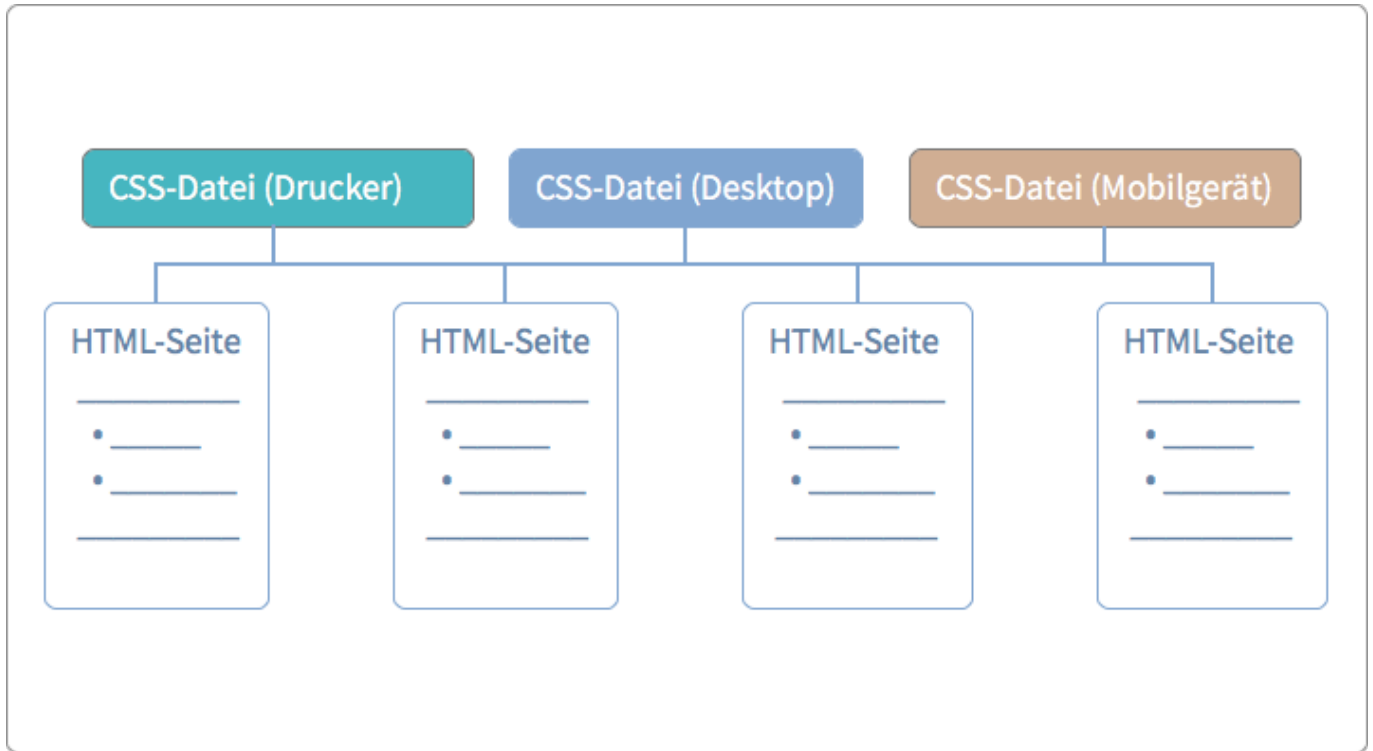 CSS-Datei (Drucker)
CSS-Datei (Desktop)
CSS-Datei (Mobilgerät)
HTML-Seite
HTML-Seite
HTML-Seite
HTML-Seite